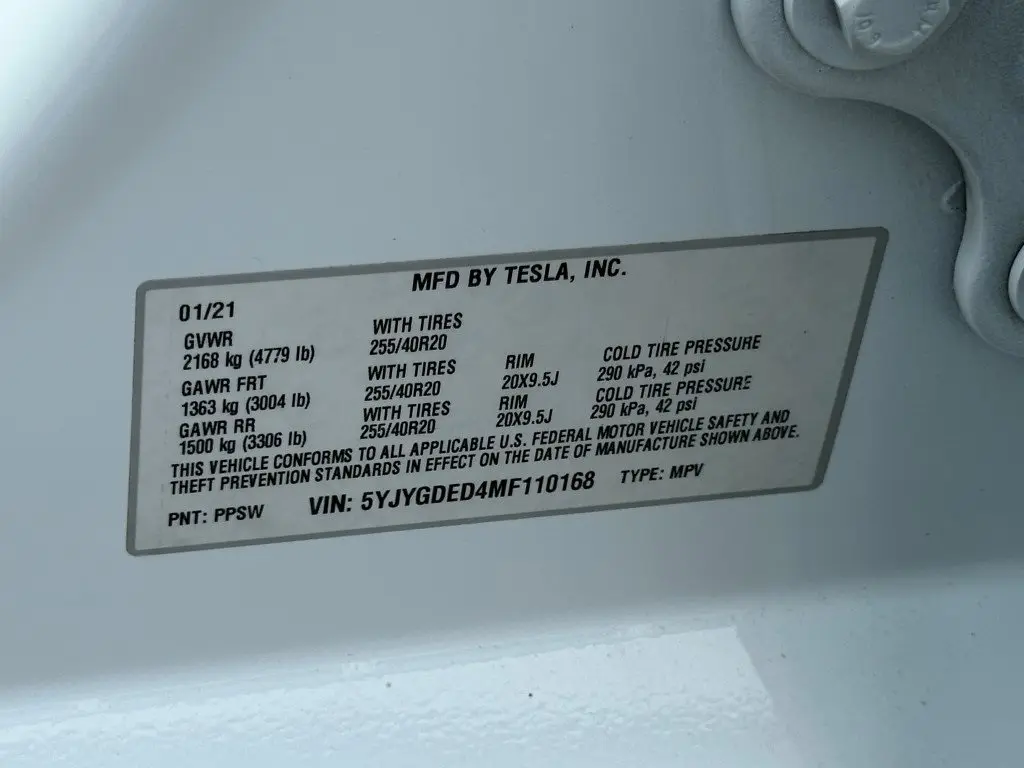 MFD BY TESLA, INC.
01/21
GVWR WITH TIRES
2168 kg (4779 lb) 255/40R20
GAWR FRT WITH TIRES RIM COLD TIRE PRESSURE
1363 kg (3004 lb) 255/40R20 20X9.5J 290 kPa, 42 psi
GAWR RR WITH TIRES RIM COLD TIRE PRESSURE
1500 kg (3306 lb) 255/40R20 20X9.5J 290 kPa, 42 psi
THIS VEHICLE CONFORMS TO ALL APPLICABLE U.S. FEDERAL MOTOR VEHICLE SAFETY AND
THEFT PREVENTION STANDARDS IN EFFECT ON THE DATE OF MANUFACTURE SHOWN ABOVE.
PNT: PPSW VIN: 5YJYGDED4MF110168 TYPE: MPV